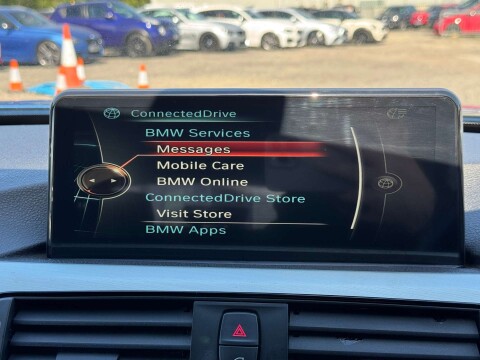 ConnectedDrive
BMW Services
Messages
Mobile Care
BMW Online
ConnectedDrive Store
Visit Store
BMW Apps